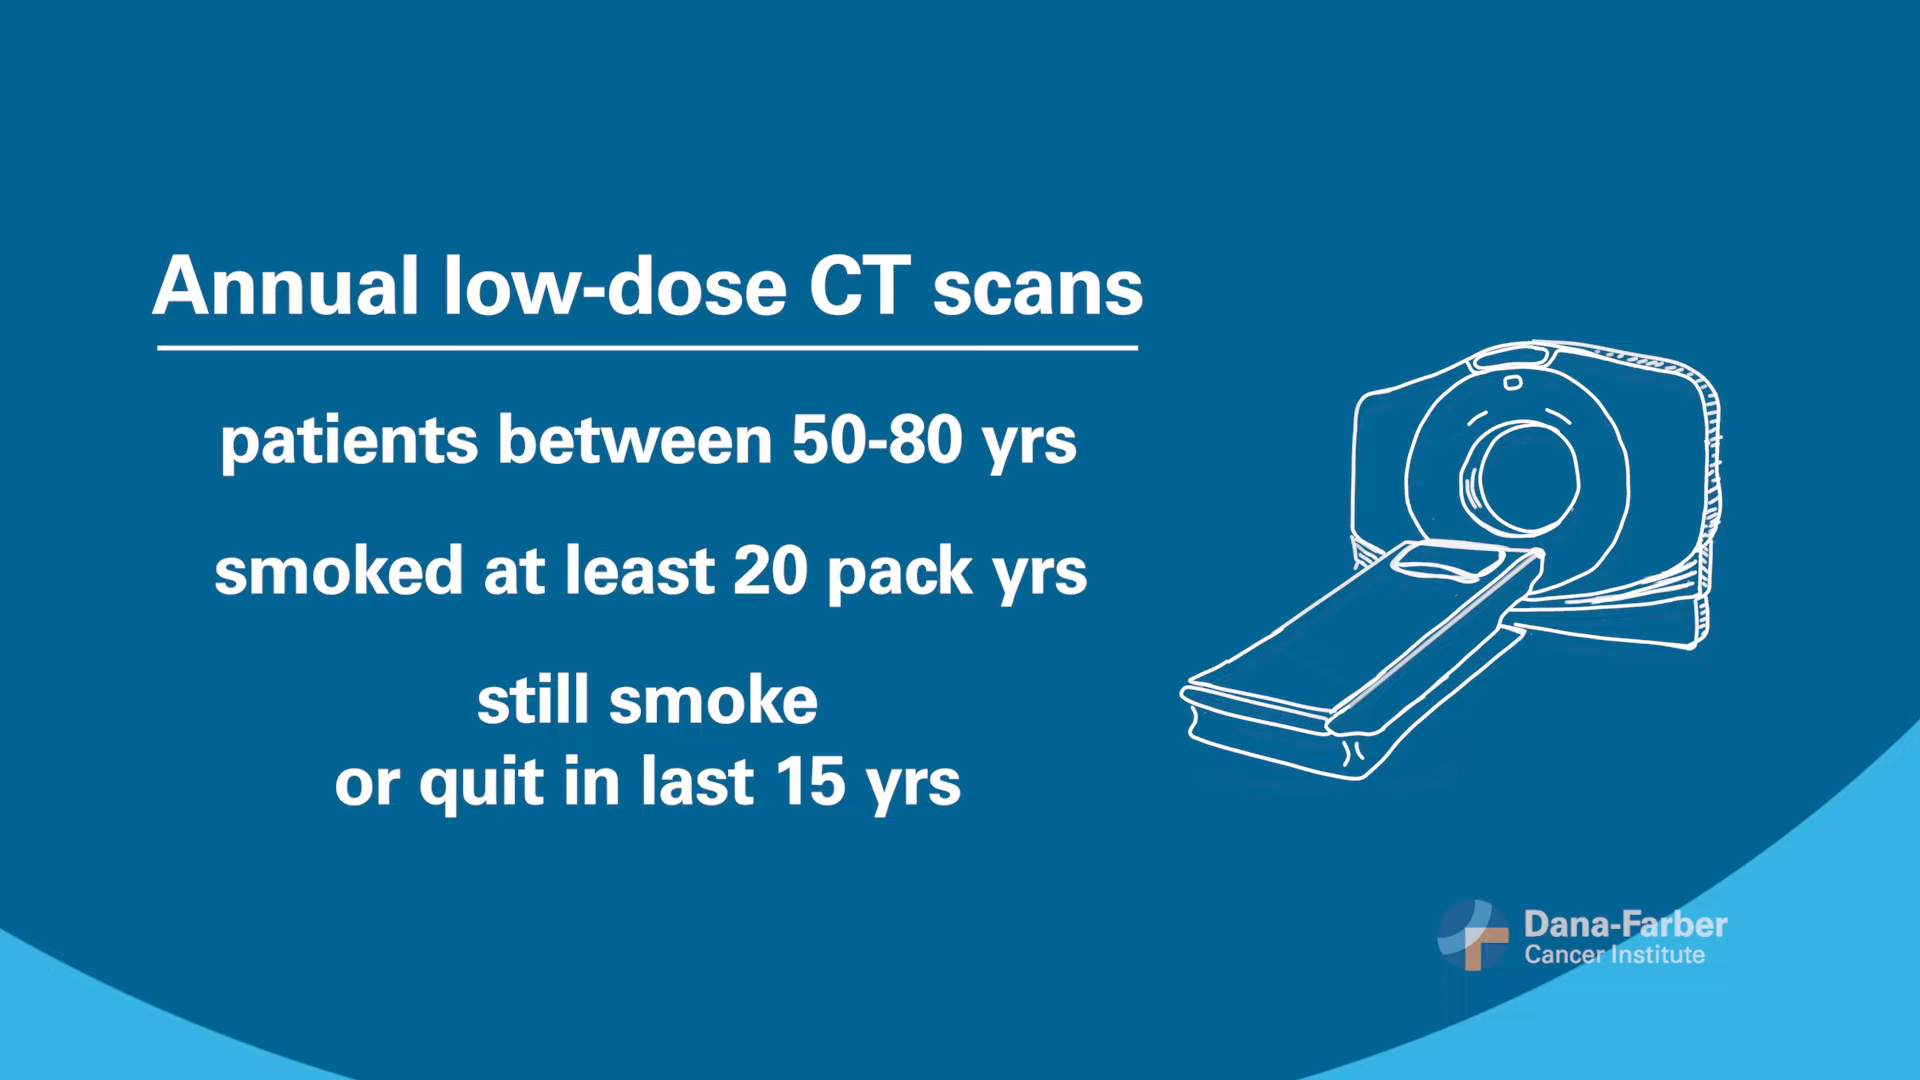 Annual low-dose CT scans
patients between 50-80 yrs
smoked at least 20 pack yrs
still smoke
or quit in last 15 yrs
Dana-Farber
Cancer Institute